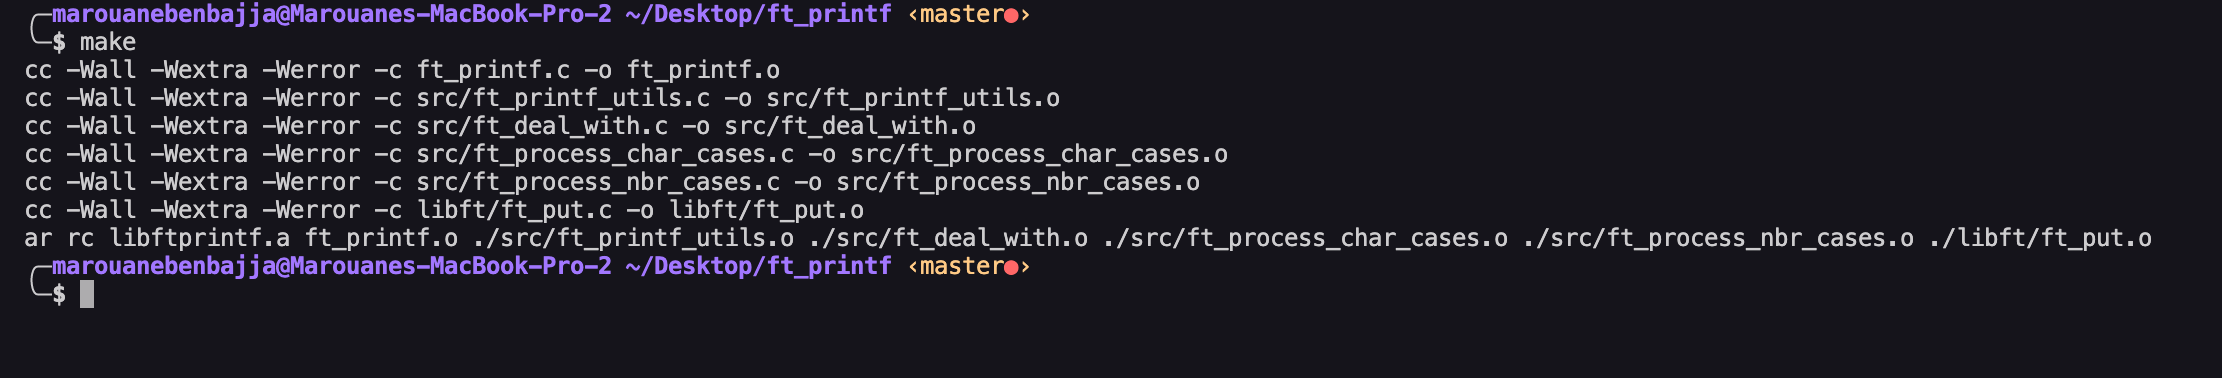 marouanebenbajja@Marouanes-MacBook-Pro-2 ~/Desktop/ft_printf ‹master●›
$ make
cc -Wall -Wextra -Werror -c ft_printf.c -o ft_printf.o
cc -Wall -Wextra -Werror -c src/ft_printf_utils.c -o src/ft_printf_utils.o
cc -Wall -Wextra -Werror -c src/ft_deal_with.c -o src/ft_deal_with.o
cc -Wall -Wextra -Werror -c src/ft_process_char_cases.c -o src/ft_process_char_cases.o
cc -Wall -Wextra -Werror -c src/ft_process_nbr_cases.c -o src/ft_process_nbr_cases.o
cc -Wall -Wextra -Werror -c libft/ft_put.c -o libft/ft_put.o
ar rc libftprintf.a ft_printf.o ./src/ft_printf_utils.o ./src/ft_deal_with.o ./src/ft_process_char_cases.o ./src/ft_process_nbr_cases.o ./libft/ft_put.o
marouanebenbajja@Marouanes-MacBook-Pro-2 ~/Desktop/ft_printf ‹master●›
$